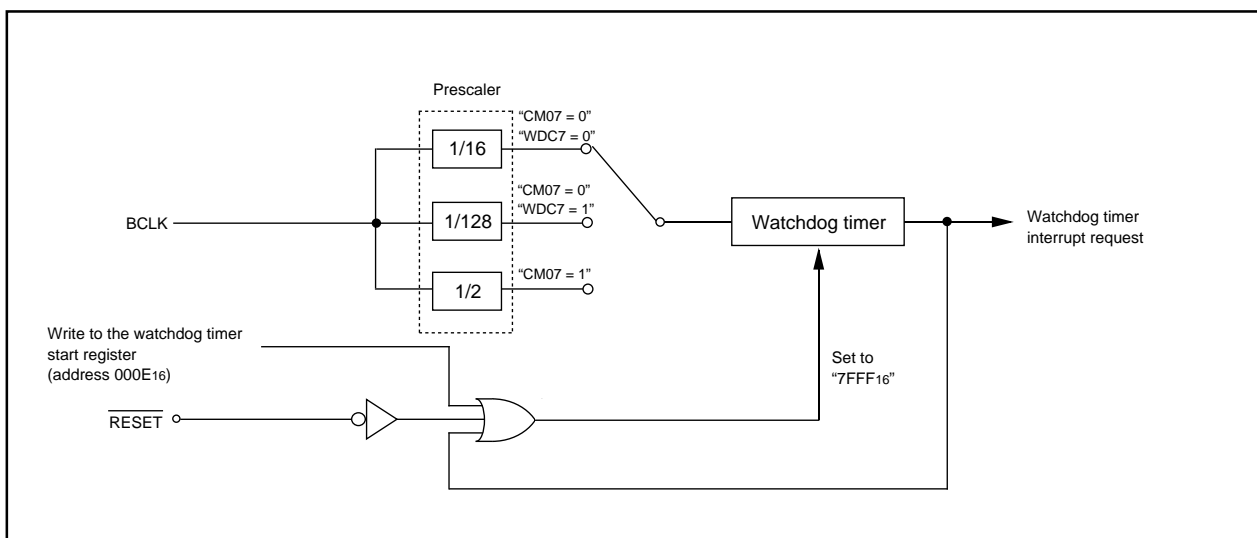 Prescaler
“CM07 = 0”
“WDC7 = 0”
1/16
“CM07 = 0”
“WDC7 = 1”
BCLK
1/128
Watchdog timer
Watchdog timer
interrupt request
“CM07 = 1”
1/2
Write to the watchdog timer
start register
(address 000E16)
Set to
“7FFF16”
RESET